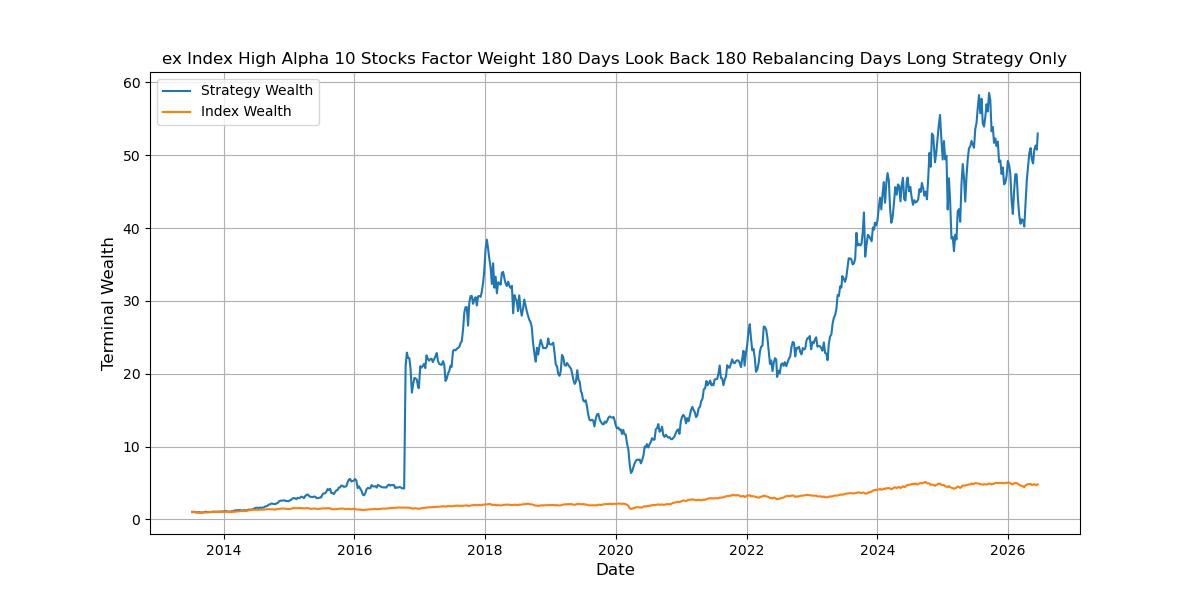 ex Index High Alpha 10 Stocks Factor Weight 180 Days Look Back 180 Rebalancing Days Long Strategy Only
Strategy Wealth
Index Wealth
Terminal Wealth
60
50
40
30
20
10
0
2014 2016 2018 2020 2022 2024 2026
Date